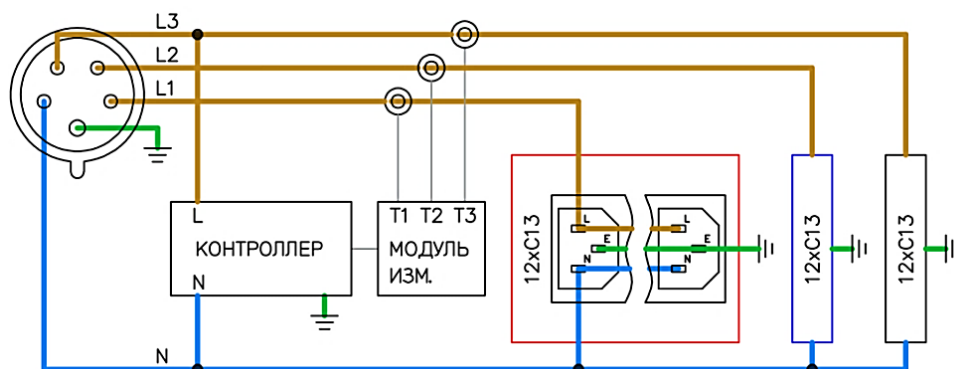 L3
L2
L1
L
T1 T2 T3
КОНТРОЛЛЕР
МОДУЛЬ
ИЗМ.
N
12xC13
L
E
N
L
E
N
12xC13
12xC13
N